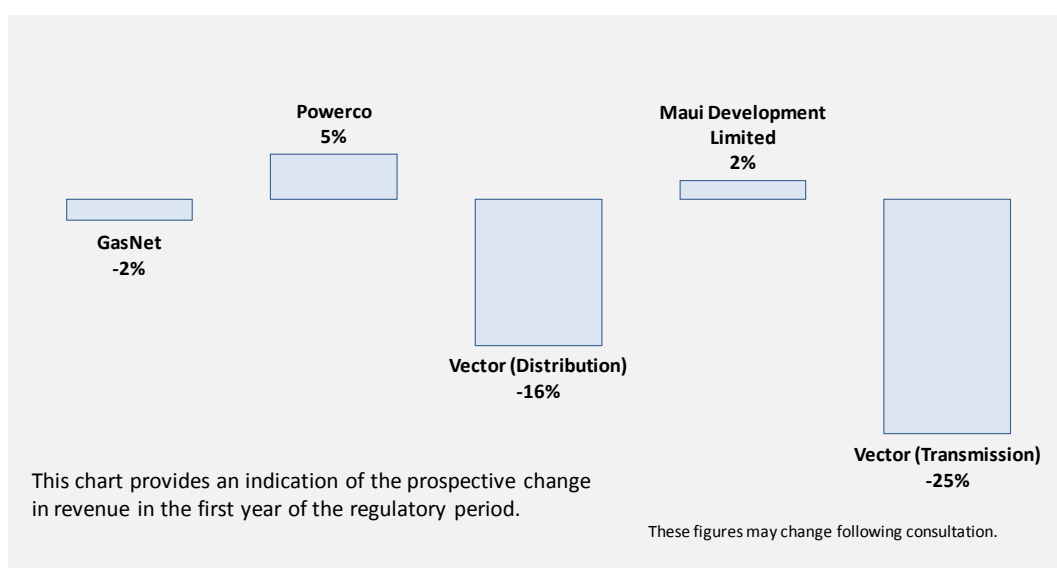 Powerco
5%
Maui Development
Limited
2%
GasNet
-2%
Vector (Distribution)
-16%
Vector (Transmission)
-25%
This chart provides an indication of the prospective change
in revenue in the first year of the regulatory period.
These figures may change following consultation.